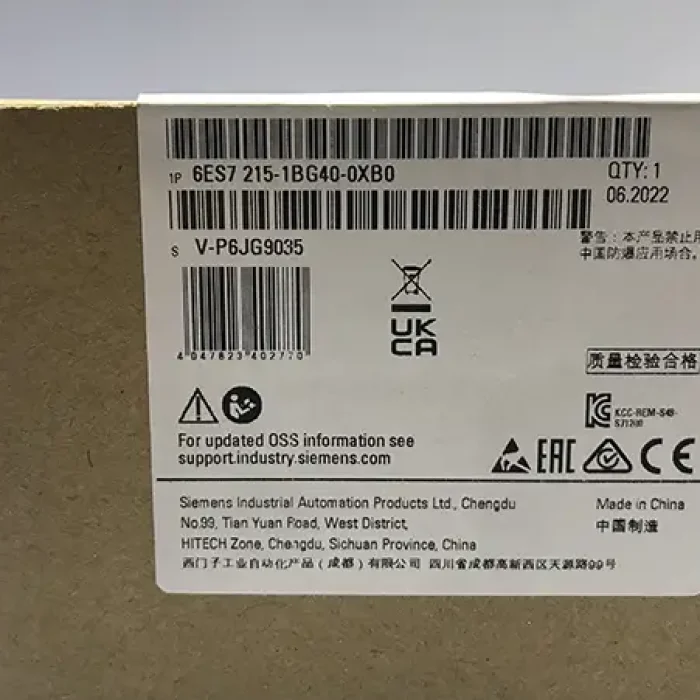 1P 6ES7 215-1BG40-0XB0
QTY: 1
06.2022
S V-P6JG9035
警告：本产品禁止用
中国防爆应用场合。
4 047623 402770
UK
CA
质量检验合格
KCC-REM-S49-
S71200
For updated OSS information see
support.industry.siemens.com
EAC CE
Siemens Industrial Automation Products Ltd., Chengdu
No.99, Tian Yuan Road, West District,
HITECH Zone, Chengdu, Sichuan Province, China
西门子工业自动化产品（成都）有限公司 四川省成都高新西区天源路99号
Made in China
中国制造